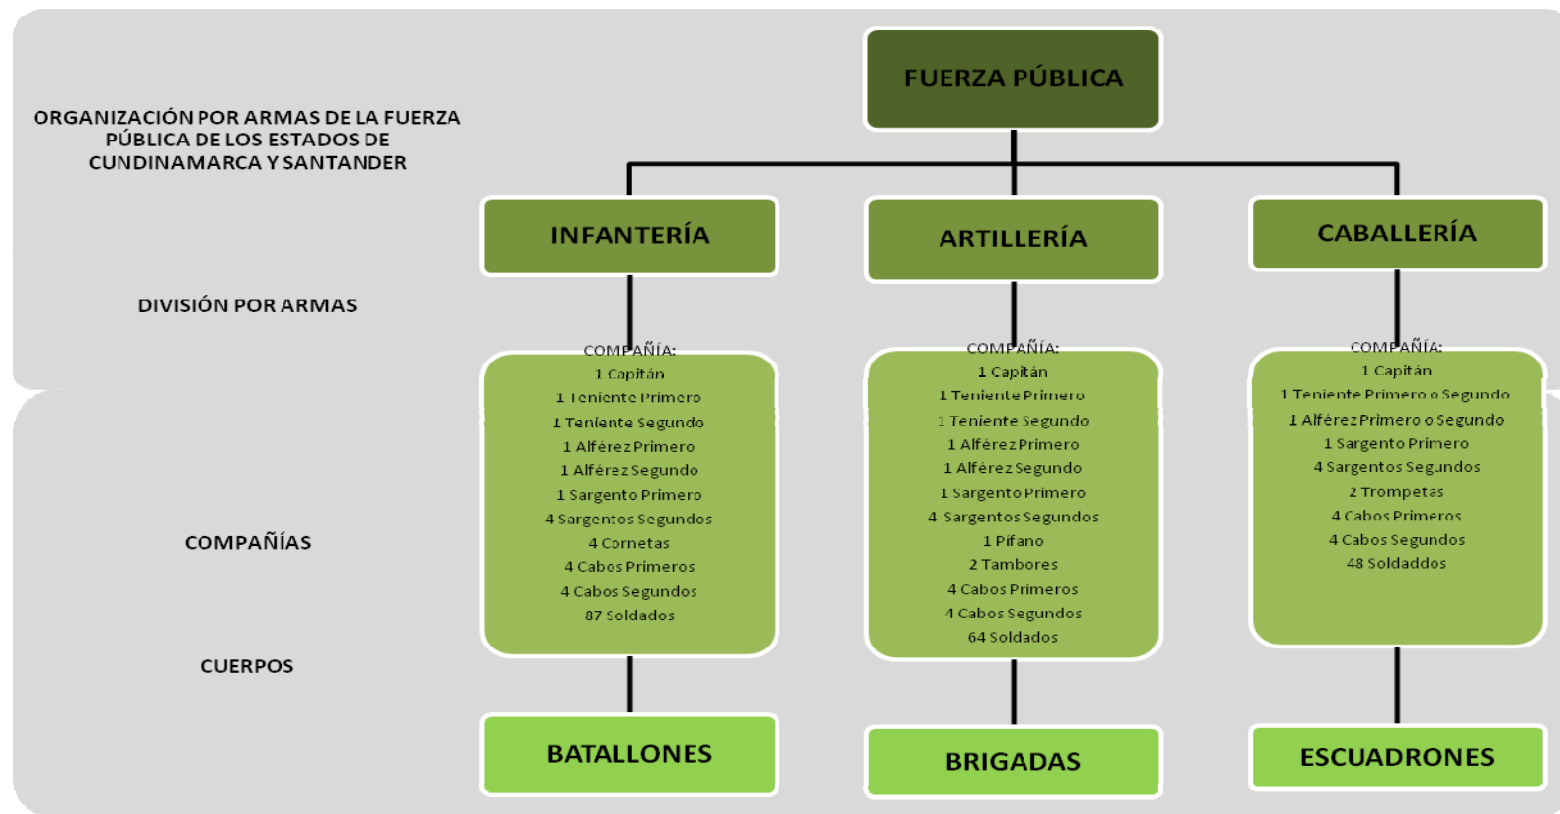 FUERZA PÚBLICA
ORGANIZACIÓN POR ARMAS DE LA FUERZA
PÚBLICA DE LOS ESTADOS DE
CUNDINAMARCA Y SANTANDER
INFANTERÍA
ARTILLERÍA
CABALLERÍA
DIVISIÓN POR ARMAS
COMPAÑÍA:
1 Capitán
1 Teniente Primero
1 Teniente Segundo
1 Alférez Primero
1 Alférez Segundo
1 Sargento Primero
4 Sargentos Segundos
4 Cornetas
4 Cabos Primeros
4 Cabos Segundos
87 Soldados
COMPAÑÍA:
1 Capitán
1 Teniente Primero
1 Teniente Segundo
1 Alférez Primero
1 Alférez Segundo
1 Sargento Primero
4 Sargentos Segundos
1 Pífano
2 Tambores
4 Cabos Primeros
4 Cabos Segundos
64 Soldados
COMPAÑÍA:
1 Capitán
1 Teniente Primero o Segundo
1 Alférez Primero o Segundo
1 Sargento Primero
4 Sargentos Segundos
2 Trompetas
4 Cabos Primeros
4 Cabos Segundos
48 Soldaddos
COMPAÑÍAS
CUERPOS
BATALLONES
BRIGADAS
ESCUADRONES